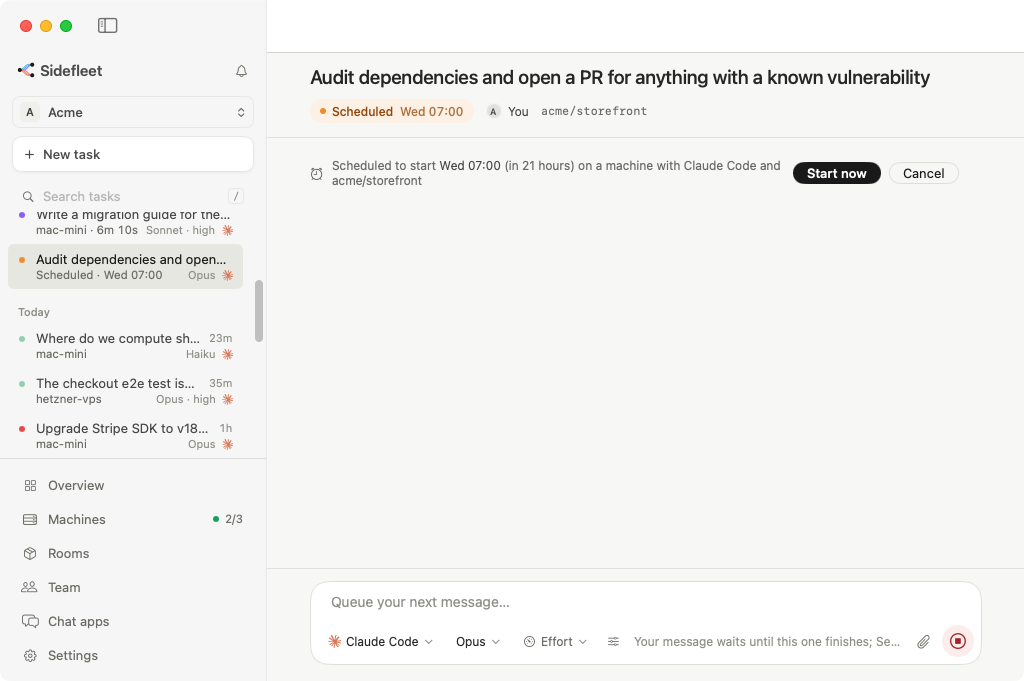 Sidefleet
A Acme
New task
Search tasks /
Write a migration guide for the...
mac-mini · 6m 10s Sonnet · high
Audit dependencies and open...
Scheduled · Wed 07:00 Opus
Today
Where do we compute sh... 23m
mac-mini Haiku
The checkout e2e test is... 35m
hetzner-vps Opus · high
Upgrade Stripe SDK to v18... 1h
mac-mini Opus
Overview
Machines 2/3
Rooms
Team
Chat apps
Settings
Audit dependencies and open a PR for anything with a known vulnerability
Scheduled Wed 07:00 A You acme/storefront
Scheduled to start Wed 07:00 (in 21 hours) on a machine with Claude Code and
acme/storefront
Start now Cancel
Queue your next message...
Claude Code Opus Effort Your message waits until this one finishes; Se...